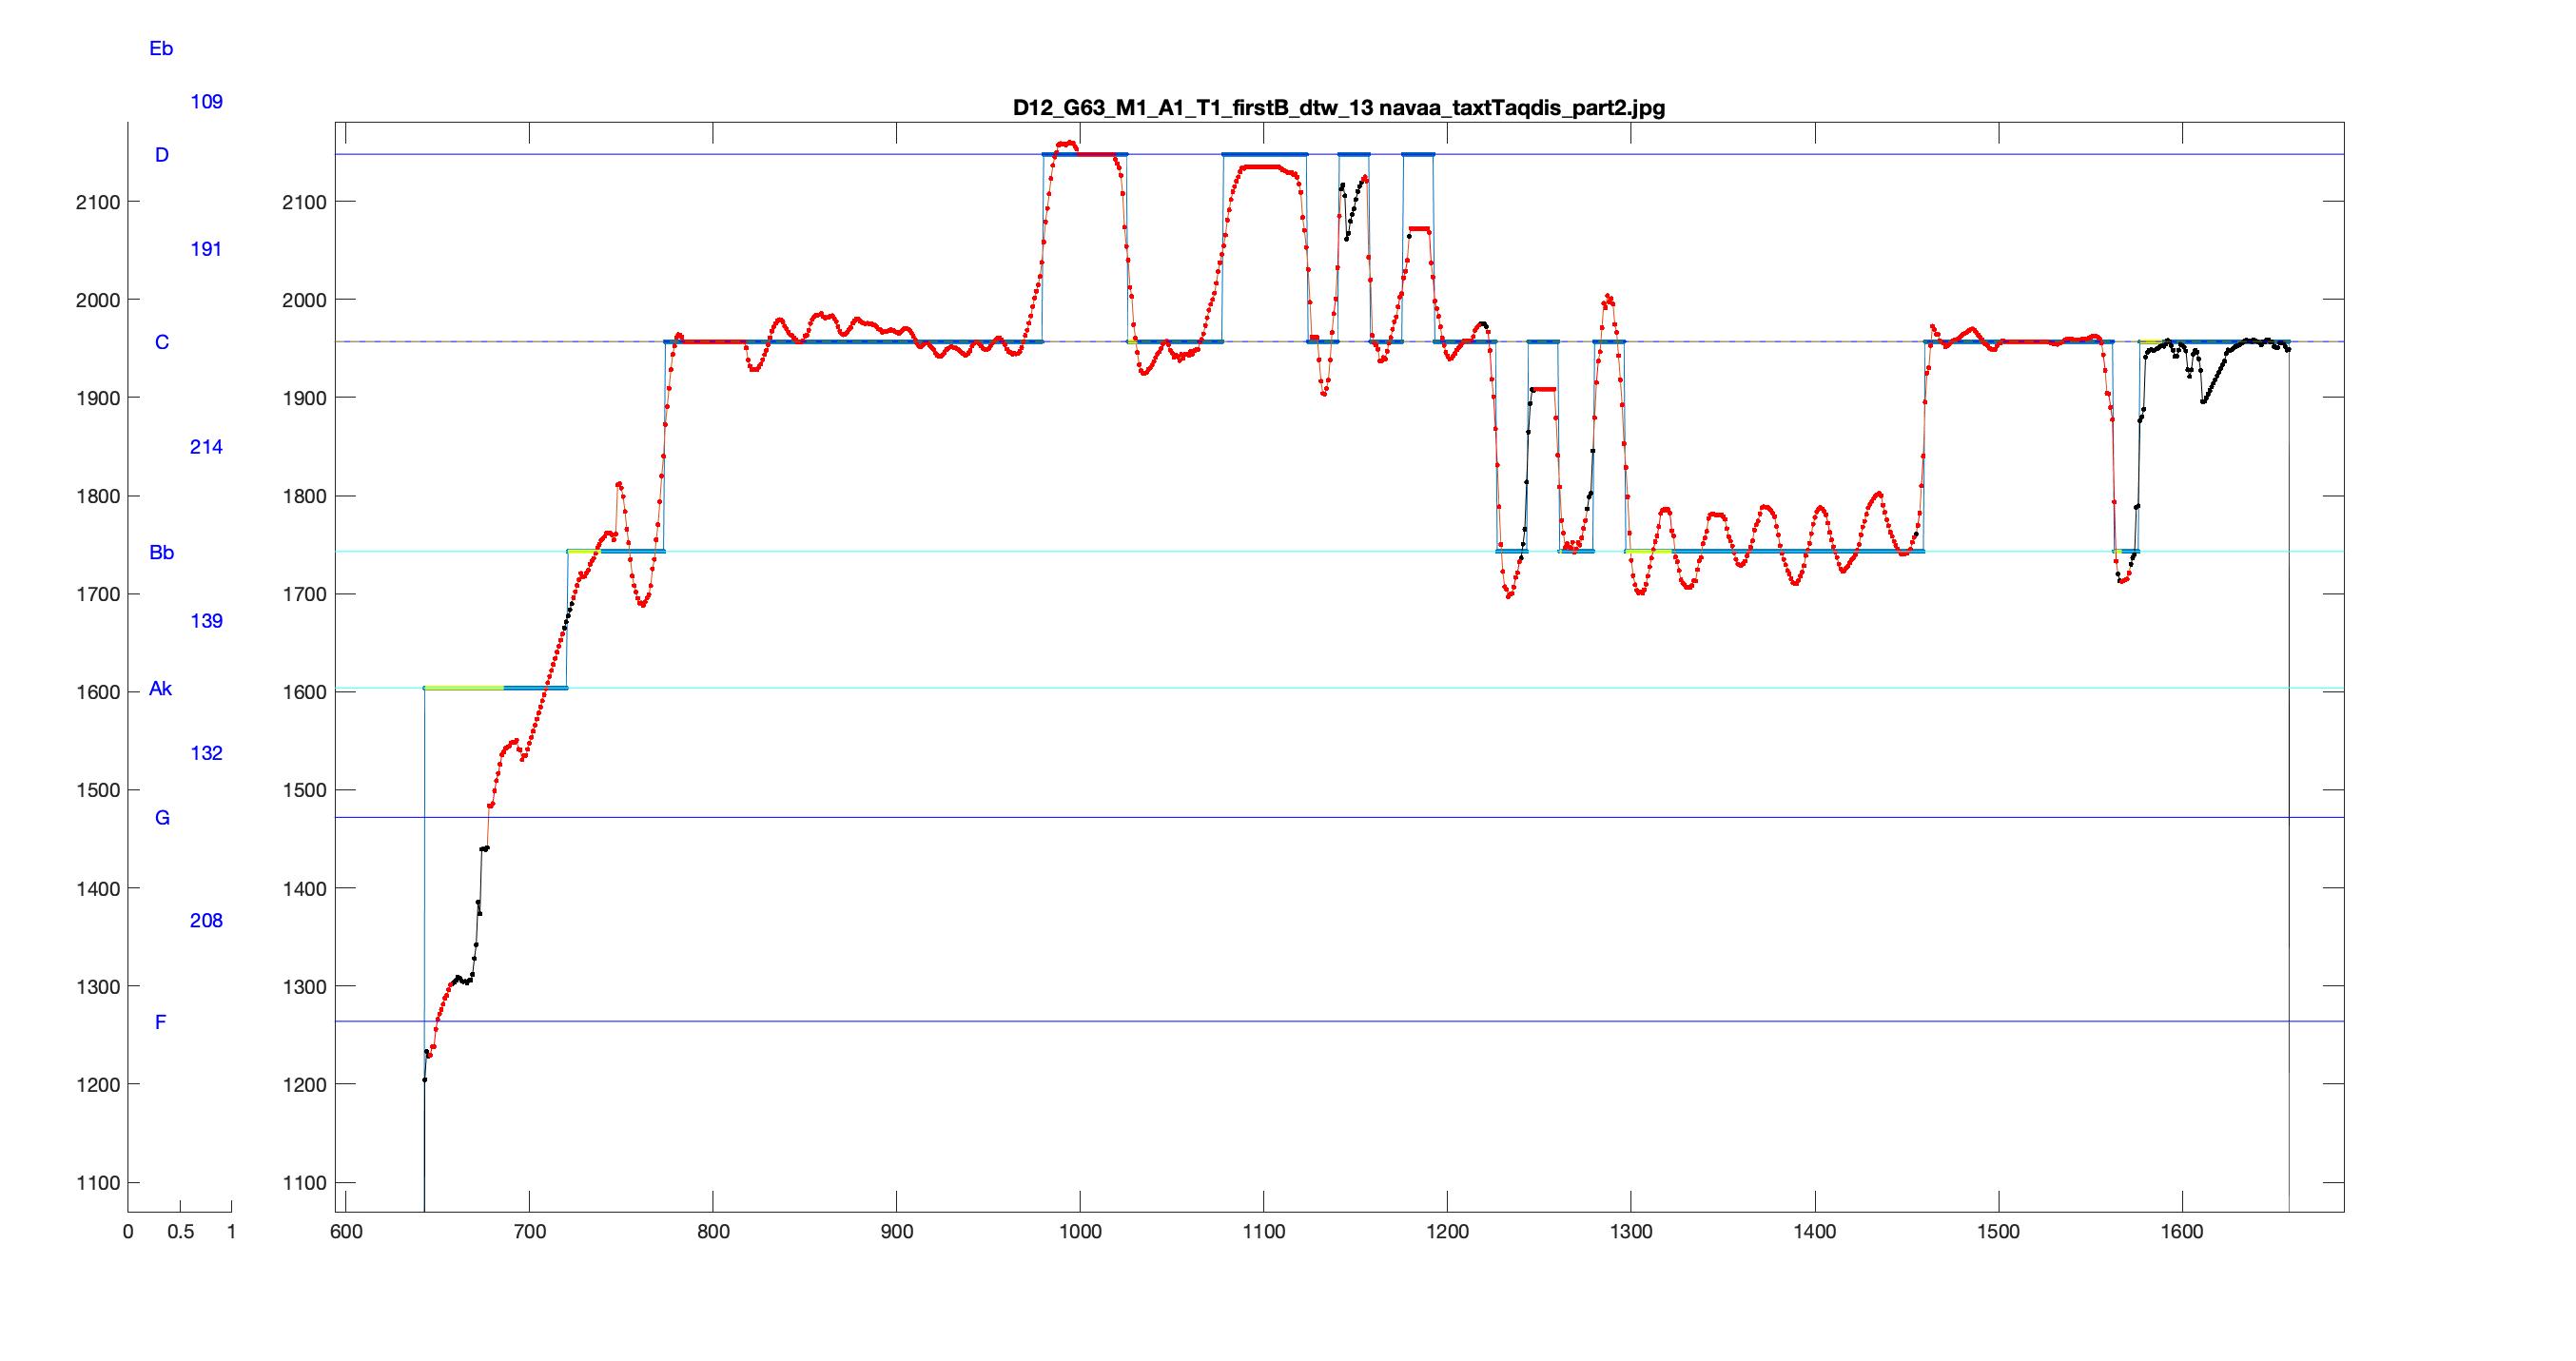 Eb
109
D12_G63_M1_A1_T1_firstB_dtw_13 navaa_taxtTaqdis_part2.jpg
D
2100 2100
191
2000 2000
C
1900 1900
214
1800 1800
Bb
1700 1700
139
1600 Ak 1600
132
1500 1500
G
1400 1400
208
1300 1300
F
1200 1200
1100 1100
0 0.5 1 600 700 800 900 1000 1100 1200 1300 1400 1500 1600